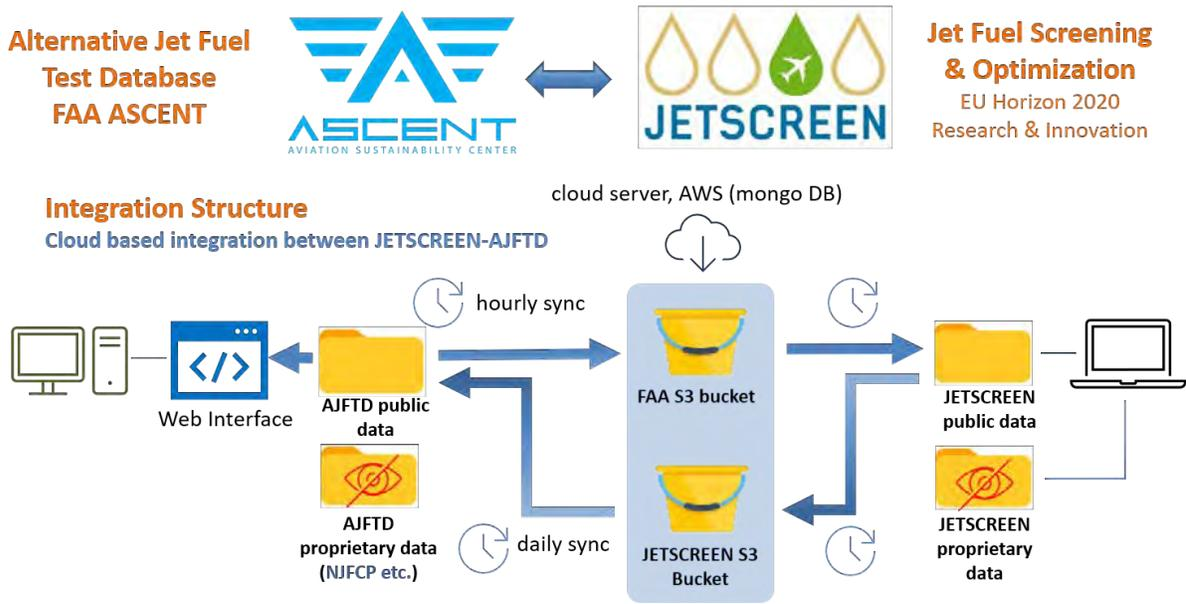 Alternative Jet Fuel
Test Database
FAA ASCENT
ASCENT
AVIATION SUSTAINABILITY CENTER
JETSCREEN
Jet Fuel Screening
& Optimization
EU Horizon 2020
Research & Innovation
Integration Structure
Cloud based integration between JETSCREEN-AJFTD
cloud server, AWS (mongo DB)
hourly sync
</>
Web Interface
AJFTD public
data
FAA S3 bucket
JETSCREEN
public data
AJFTD
proprietary data
(NJFCP etc.)
daily sync
JETSCREEN S3
Bucket
JETSCREEN
proprietary
data